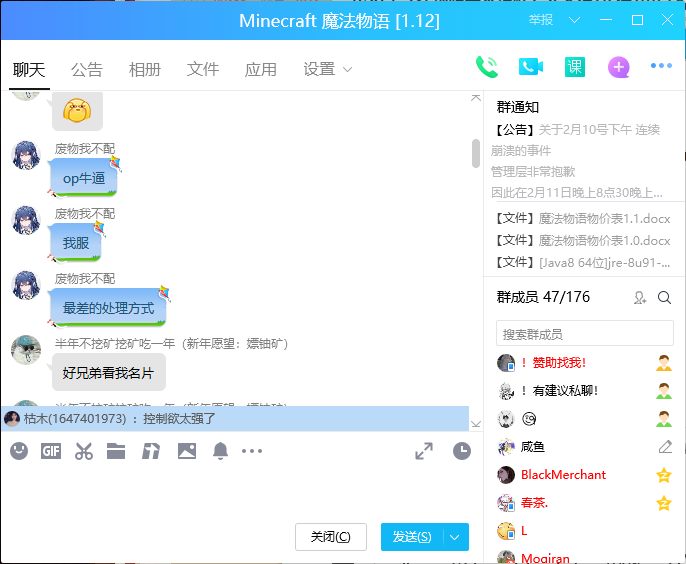 Minecraft 魔法物语 [1.12]
举报
聊天
公告
相册
文件
应用
设置
课
废物我不配
op牛逼
废物我不配
我服
废物我不配
最差的处理方式
半年不挖矿挖矿吃一年（新年愿望：嫖铀矿）
好兄弟看我名片
枯木(1647401973) ：控制欲太强了
GIF
关闭(C)
发送(S)
群通知
【公告】关于2月10号下午 连续
崩溃的事件
管理层非常抱歉
因此在2月11日晚上8点30晚上...
【文件】魔法物语物价表1.1.docx
【文件】魔法物语物价表1.0.docx
【文件】[Java8 64位]jre-8u91-...
群成员 47/176
搜索群成员
！赞助找我!
！有建议私聊!
咸鱼
BlackMerchant
春茶.
L
Moqiran